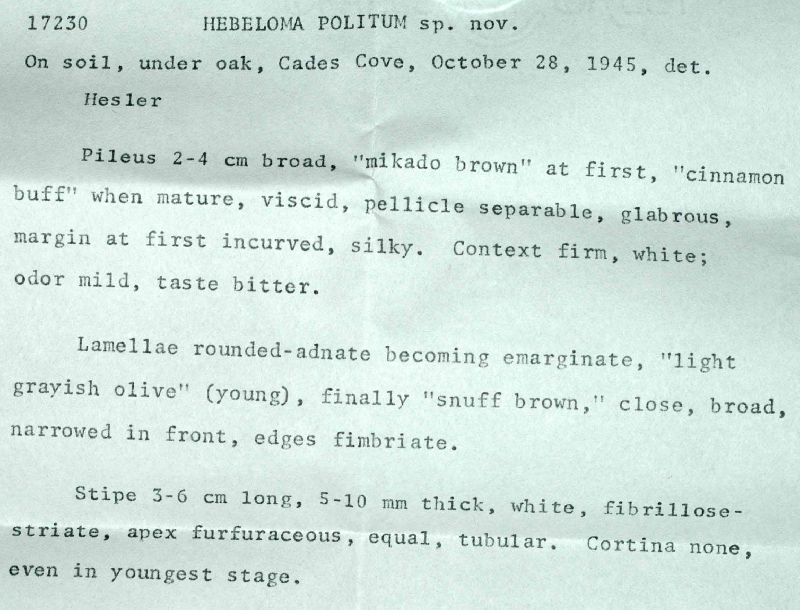 17230 HEBELOMA POLITUM sp. nov.
On soil, under oak, Cades Cove, October 28, 1945, det.
Hesler
Pileus 2-4 cm broad, "mikado brown" at first, "cinnamon
buff" when mature, viscid, pellicle separable, glabrous,
margin at first incurved, silky. Context firm, white;
odor mild, taste bitter.
Lamellae rounded-adnate becoming emarginate, "light
grayish olive" (young), finally "snuff brown," close, broad,
narrowed in front, edges fimbriate.
Stipe 3-6 cm long, 5-10 mm thick, white, fibrillose-
striate, apex furfuraceous, equal, tubular. Cortina none,
even in youngest stage.